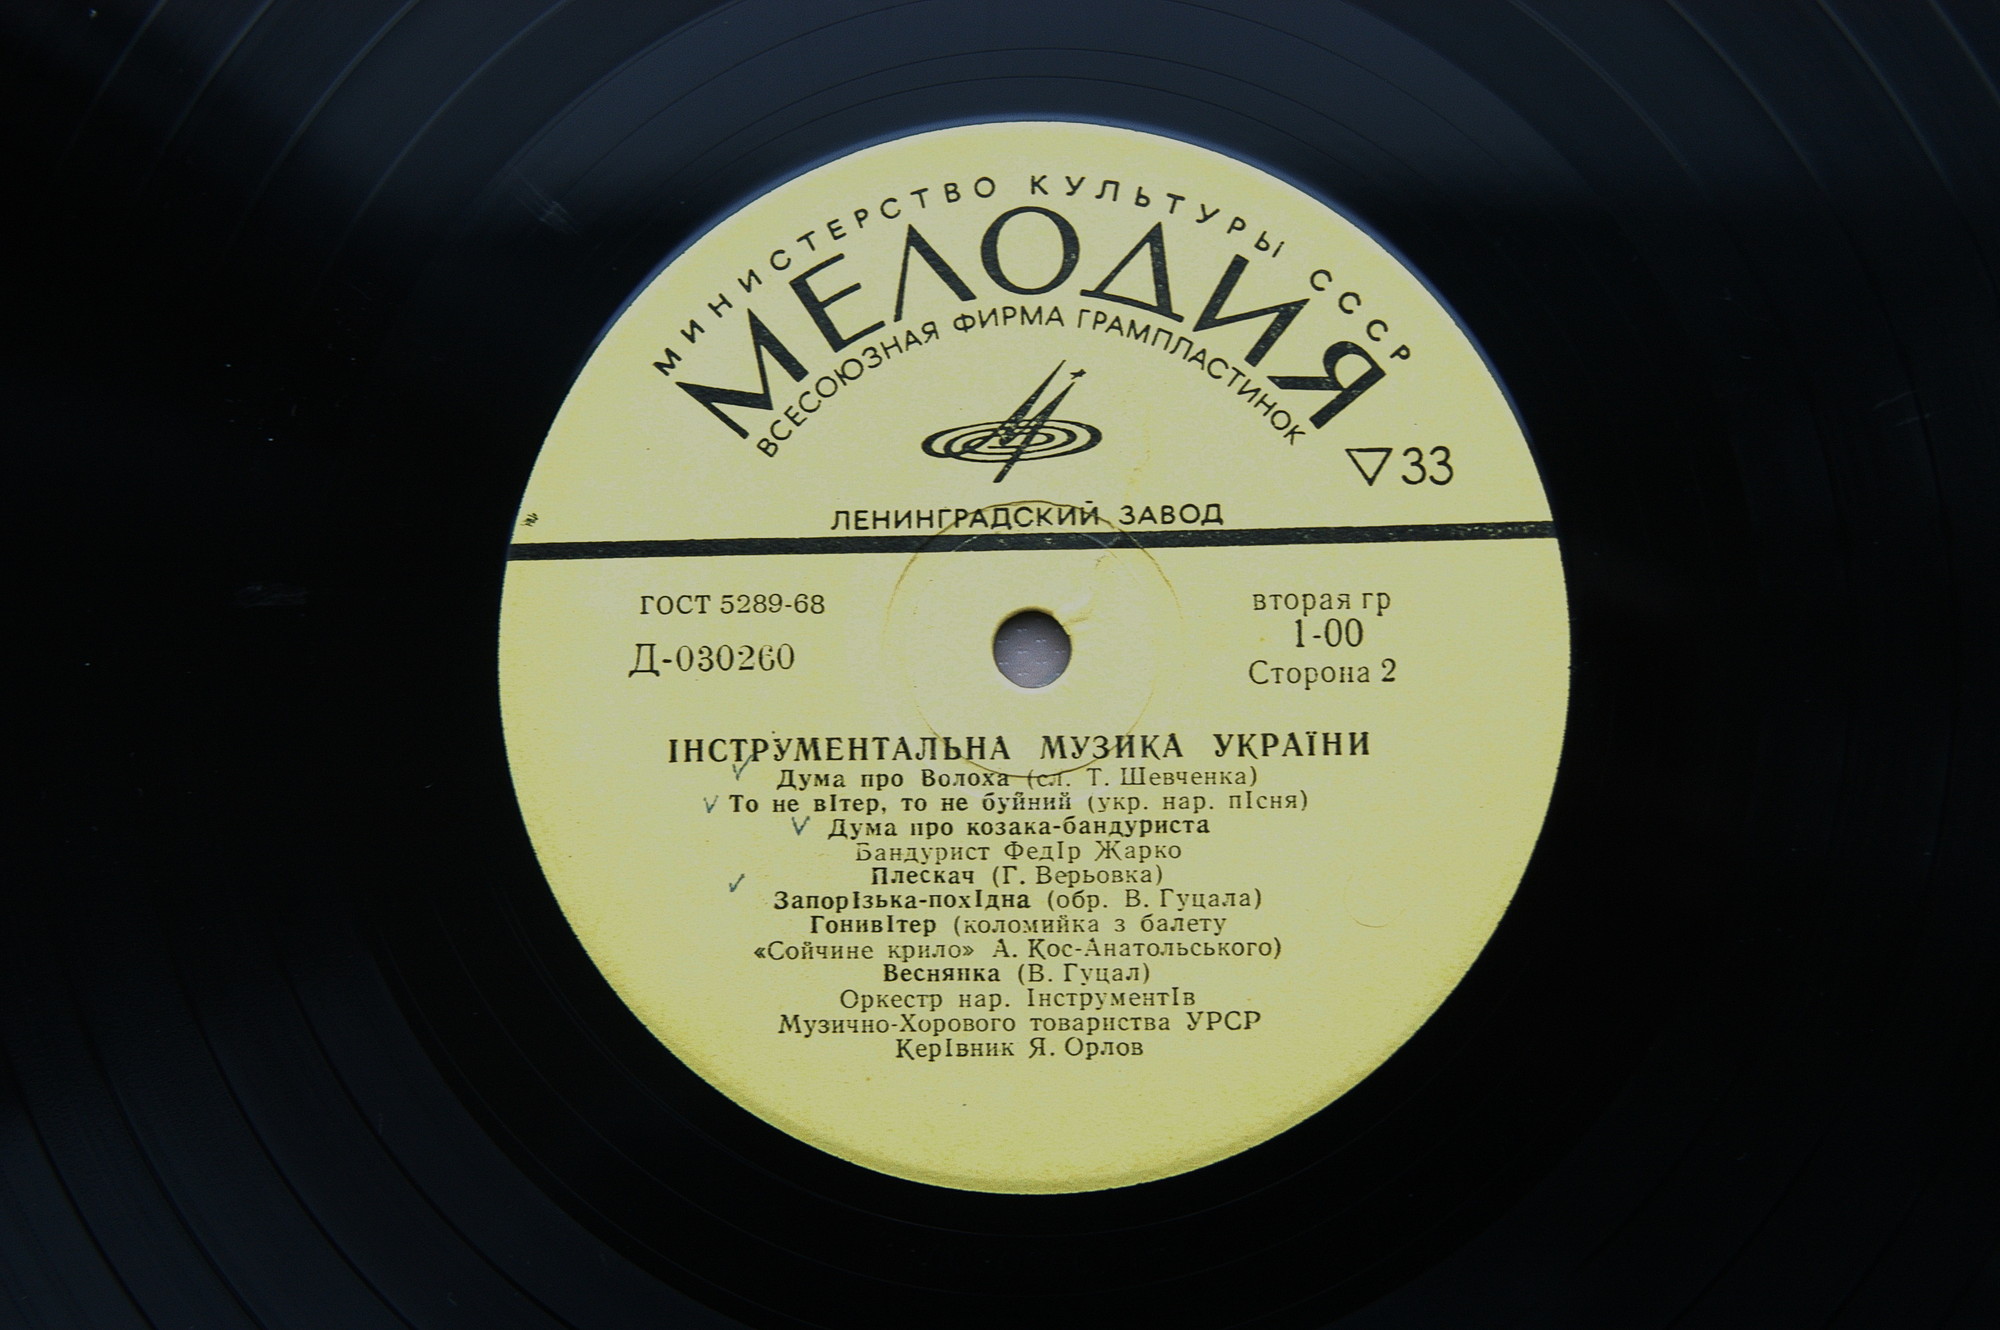 МИНИСТЕРСТВО КУЛЬТУРЫ СССР
МЕЛОДИЯ
ВСЕСОЮЗНАЯ ФИРМА ГРАМПЛАСТИНОК
33
ЛЕНИНГРАДСКИЙ ЗАВОД
ГОСТ 5289-68
Д-030260
вторая гр
1-00
Сторона 2
ІНСТРУМЕНТАЛЬНА МУЗИКА УКРАЇНИ
Дума про Волоха (сл. Т. Шевченка)
То не вІтер, то не буйний (укр. нар. пІсня)
Дума про козака-бандуриста
Бандурист ФедІр Жарко
Плескач (Г. Верьовка)
ЗапорІзька-похІдна (обр. В. Гуцала)
ГонивІтер (коломийка з балету
«Сойчине крило» А. Кос-Анатольського)
Веснянка (В. Гуцал)
Оркестр нар. ІнструментІв
Музично-Хорового товариства УРСР
КерІвник Я. Орлов